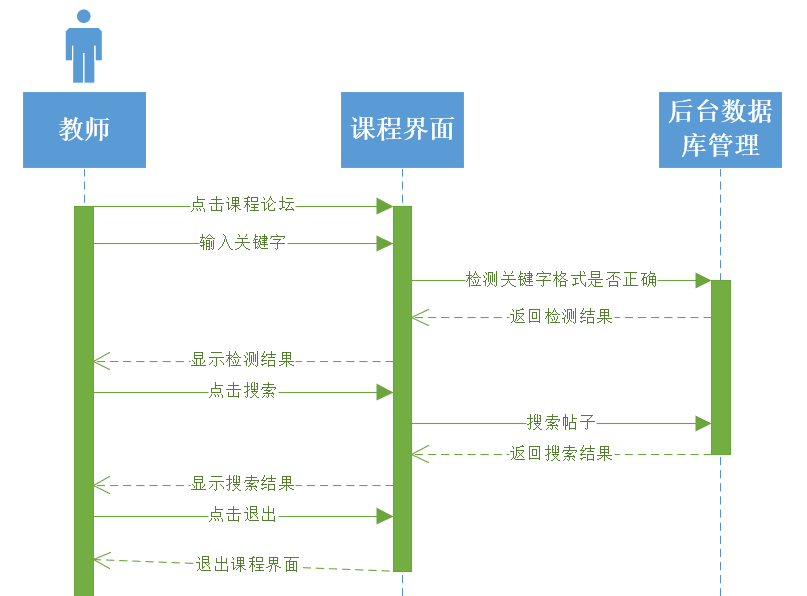 教师
课程界面
后台数据
库管理
点击课程论坛
输入关键字
检测关键字格式是否正确
返回检测结果
显示检测结果
点击搜索
搜索帖子
返回搜索结果
显示搜索结果
点击退出
退出课程界面